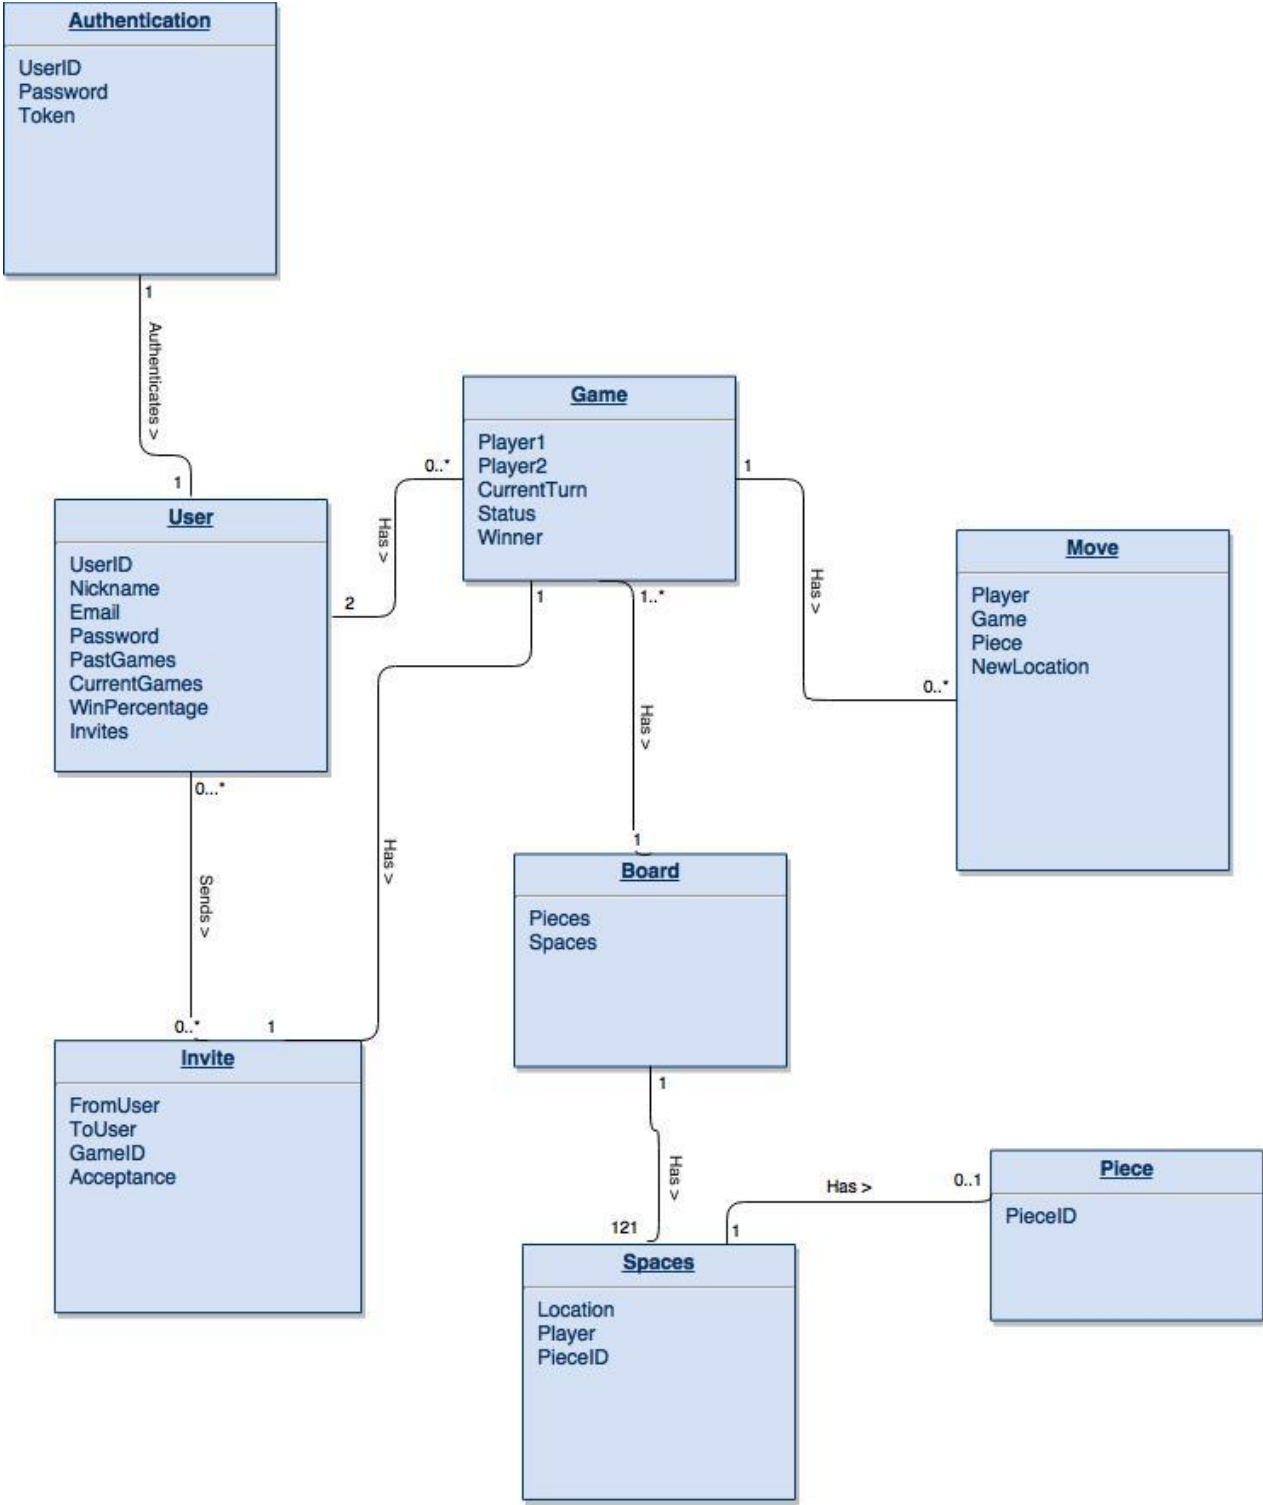 Authentication
UserID
Password
Token
1
Authenticates >
1
User
UserID
Nickname
Email
Password
PastGames
CurrentGames
WinPercentage
Invites
2
Has >
0..*
Game
Player1
Player2
CurrentTurn
Status
Winner
1
Has >
0..*
Move
Player
Game
Piece
NewLocation
1
Has >
1
1..*
Has >
1
0...*
Sends >
0..*
Invite
FromUser
ToUser
GameID
Acceptance
Board
Pieces
Spaces
1
Has >
121
Spaces
Location
Player
PieceID
1
Has >
0..1
Piece
PieceID